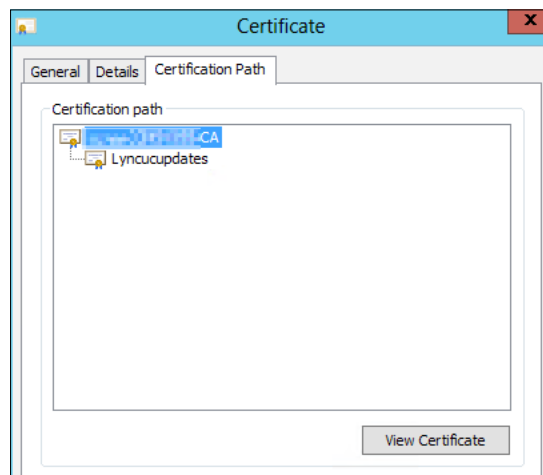 Certificate
x
General Details Certification Path
Certification path
CA
Lyncucupdates
View Certificate